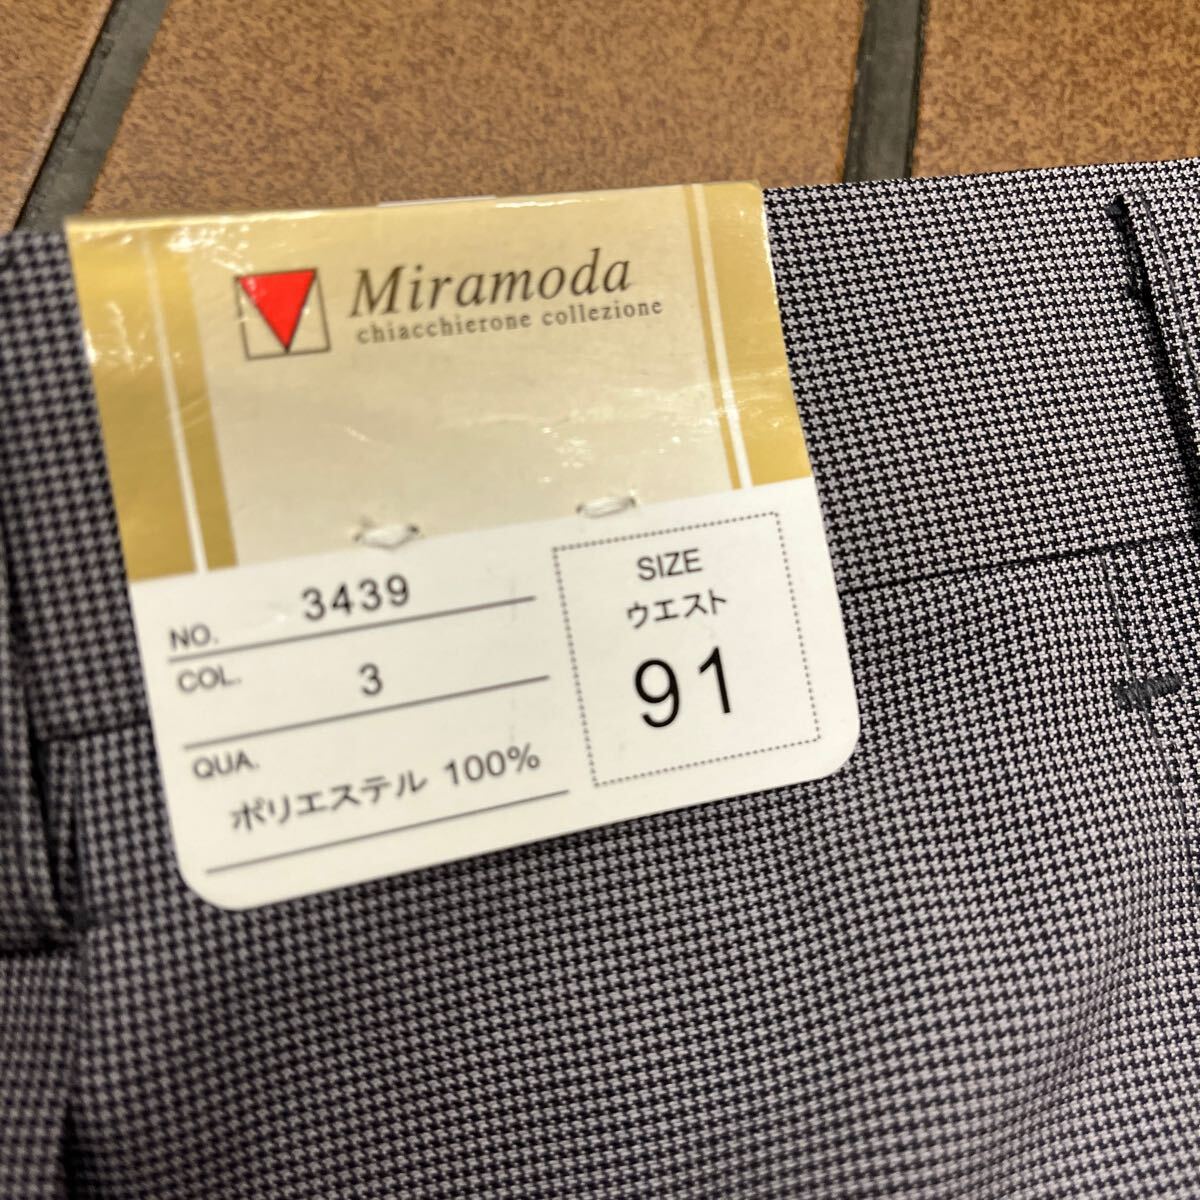 Miramoda
chiacchierone collezione
NO. 3439
COL. 3
QUA.
ポリエステル 100%
SIZE
ウエスト
91